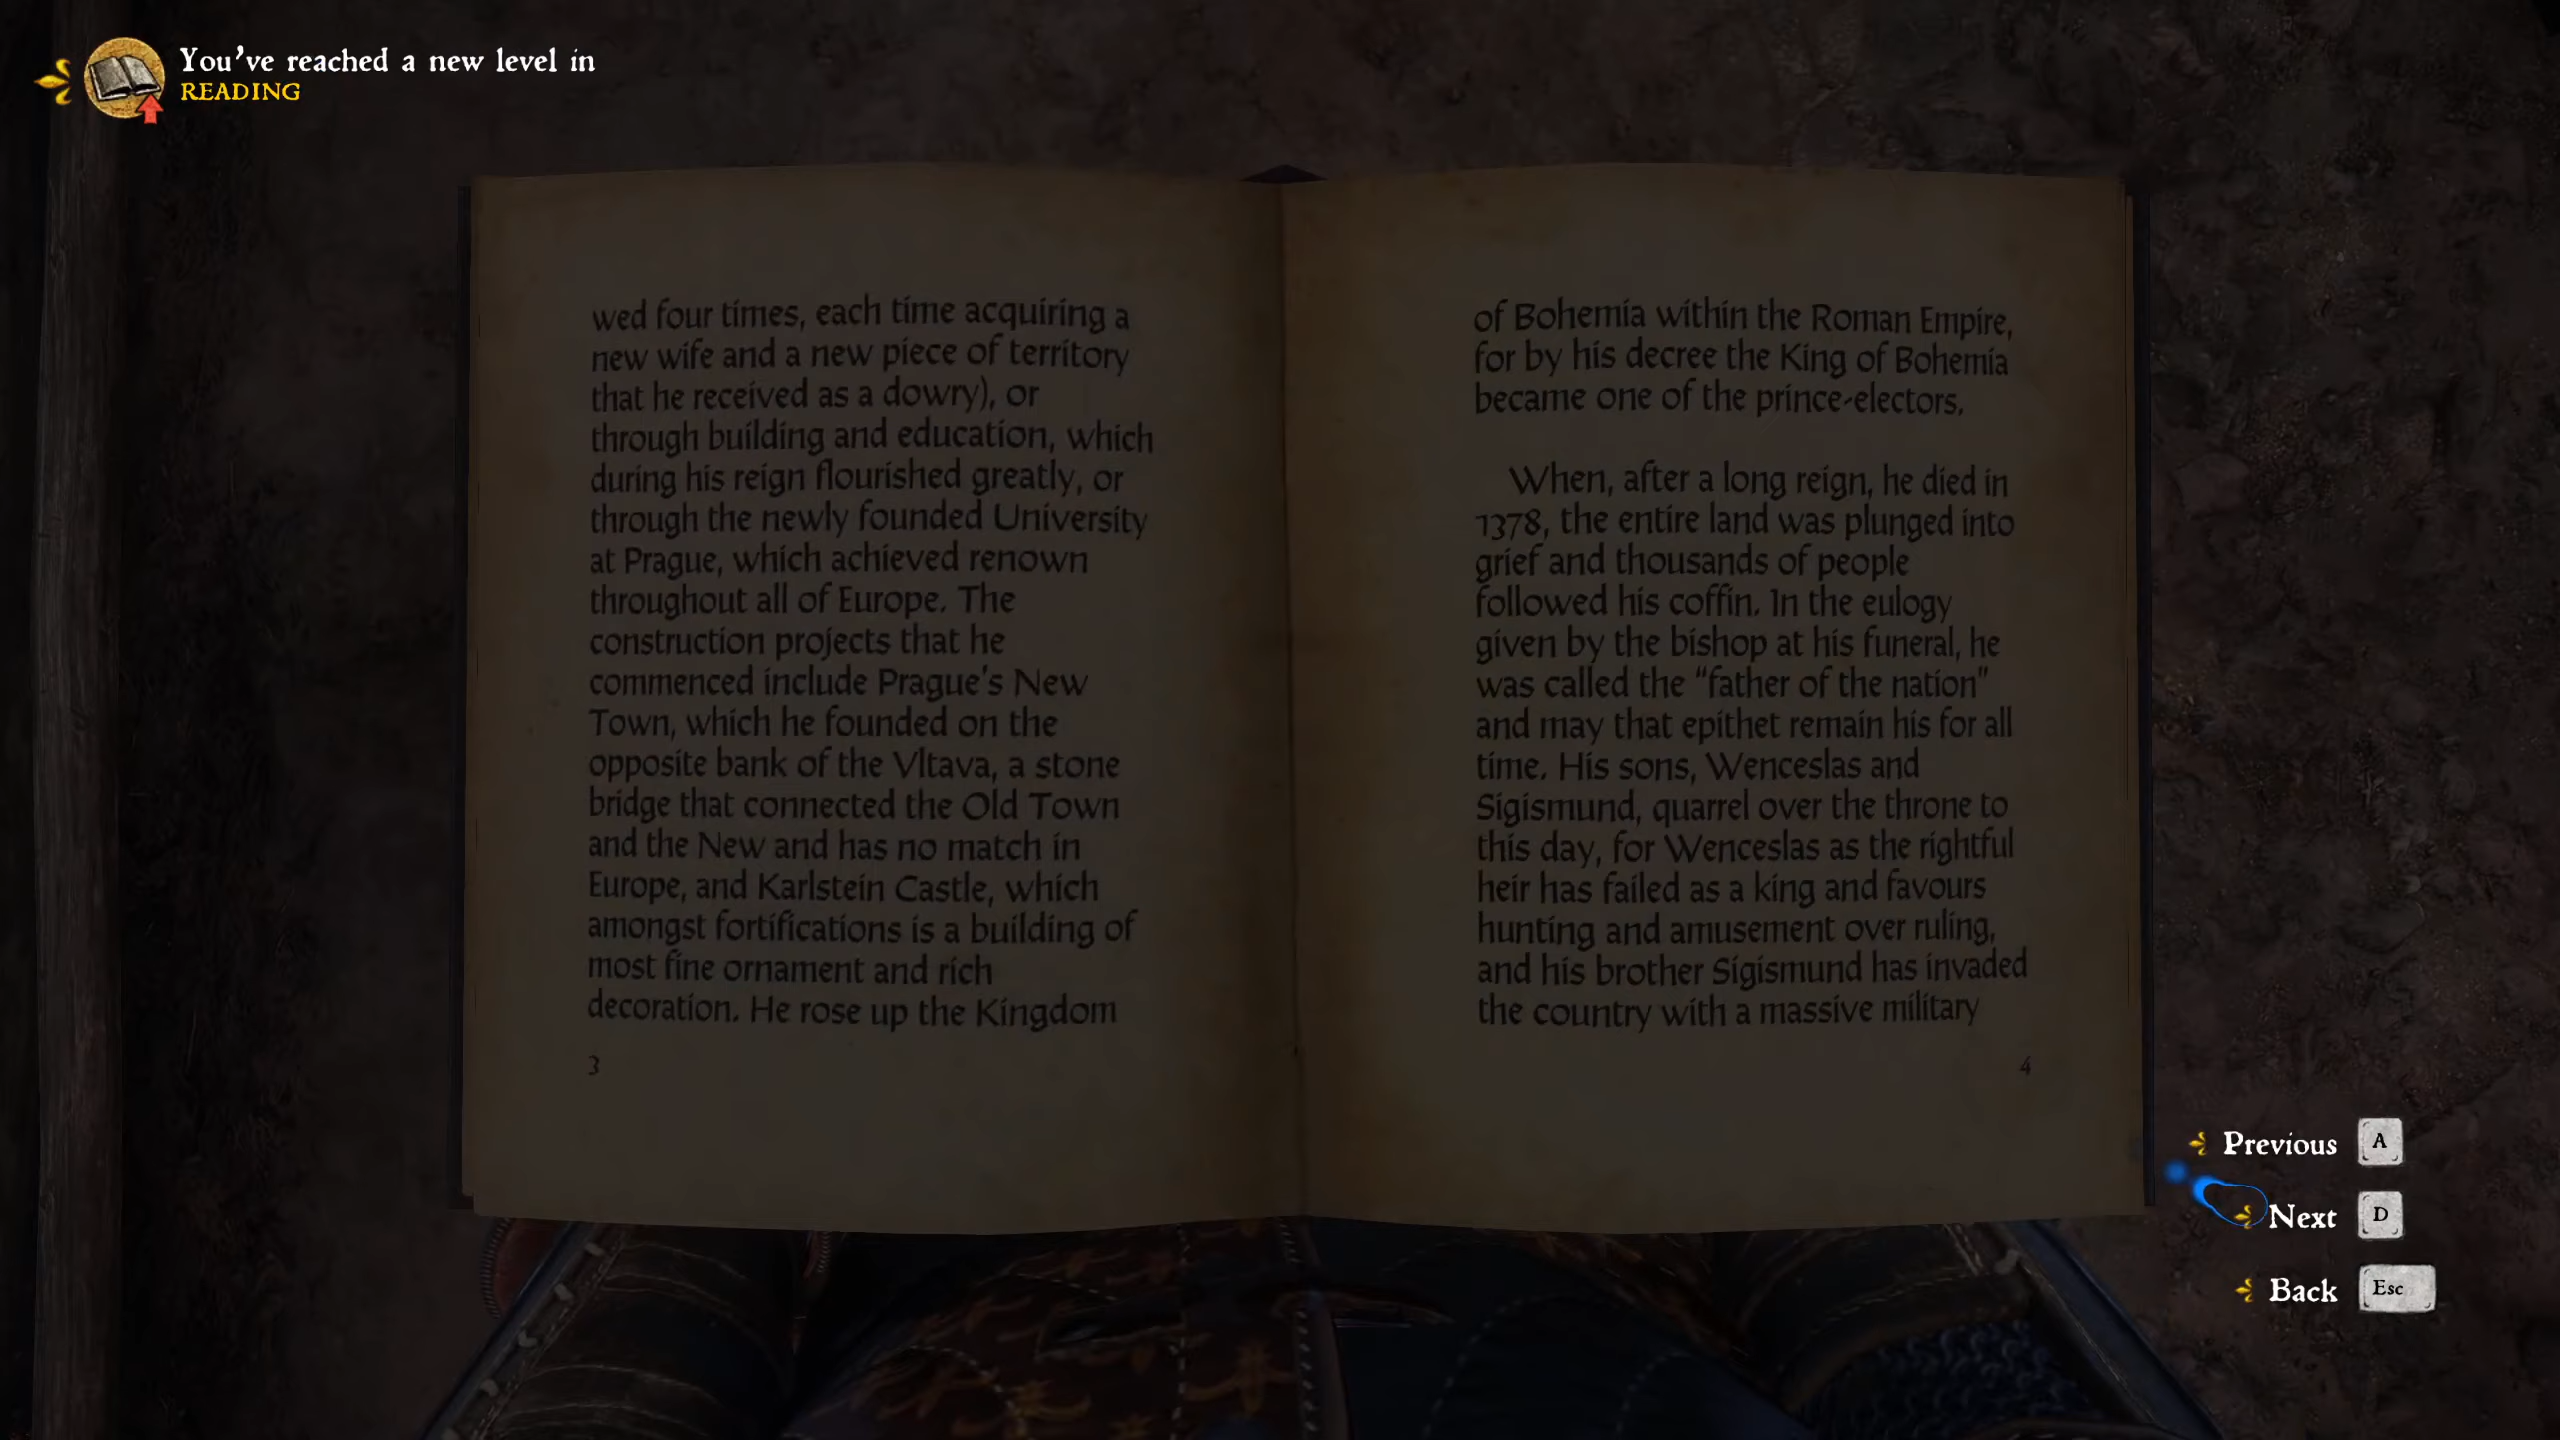 You've reached a new level in
READING
wed four times, each time acquiring a
new wife and a new piece of territory
that he received as a dowry), or
through building and education, which
during his reign flourished greatly, or
through the newly founded University
at Prague, which achieved renown
throughout all of Europe. The
construction projects that he
commenced include Prague's New
Town, which he founded on the
opposite bank of the Vltava, a stone
bridge that connected the Old Town
and the New and has no match in
Europe, and Karlstein Castle, which
amongst fortifications is a building of
most fine ornament and rich
decoration. He rose up the Kingdom
3
of Bohemia within the Roman Empire,
for by his decree the King of Bohemia
became one of the prince-electors.
When, after a long reign, he died in
1378, the entire land was plunged into
grief and thousands of people
followed his coffin. In the eulogy
given by the bishop at his funeral, he
was called the "father of the nation"
and may that epithet remain his for all
time. His sons, Wenceslas and
Sigismund, quarrel over the throne to
this day, for Wenceslas as the rightful
heir has failed as a king and favours
hunting and amusement over ruling,
and his brother Sigismund has invaded
the country with a massive military
4
Previous A
Next D
Back Esc